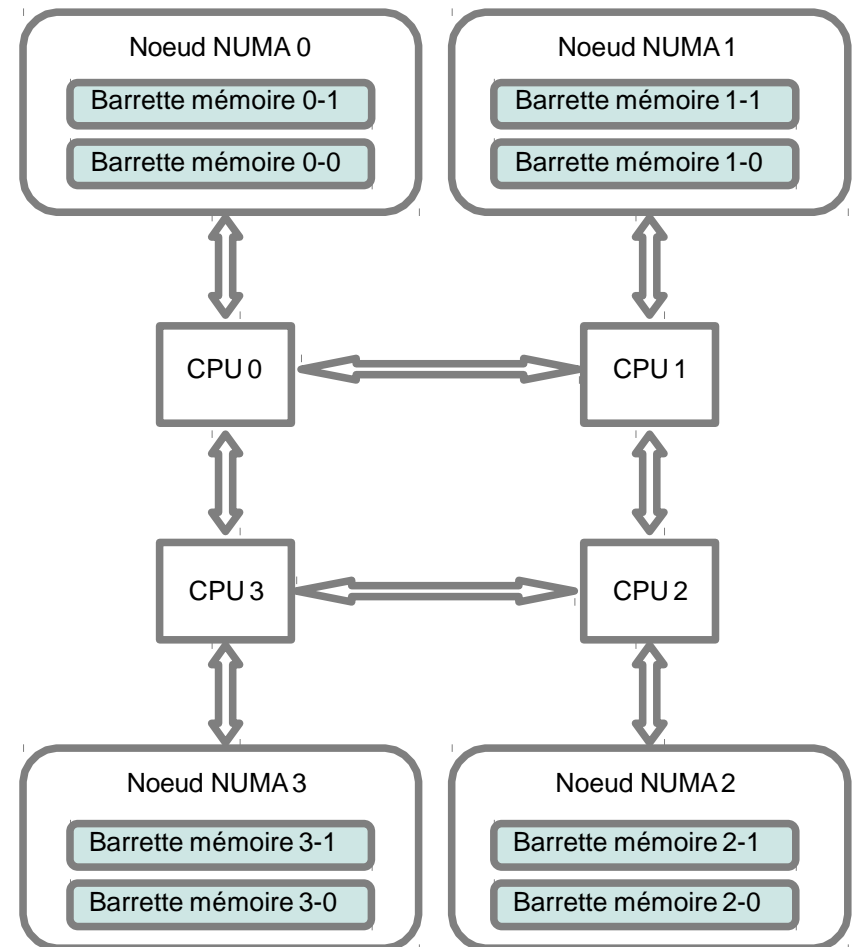 Noeud NUMA 0
Barrette mémoire 0-1
Barrette mémoire 0-0
Noeud NUMA 1
Barrette mémoire 1-1
Barrette mémoire 1-0
CPU 0
CPU 1
CPU 3
CPU 2
Noeud NUMA 3
Barrette mémoire 3-1
Barrette mémoire 3-0
Noeud NUMA 2
Barrette mémoire 2-1
Barrette mémoire 2-0